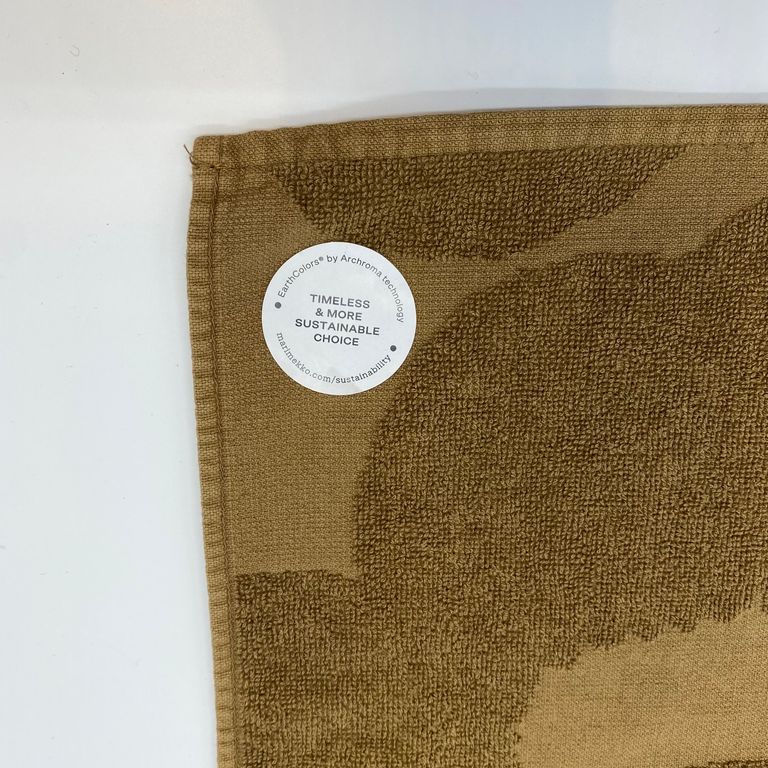 EarthColors® by Archroma technology
TIMELESS
& MORE
SUSTAINABLE
CHOICE
marimekko.com/sustainability